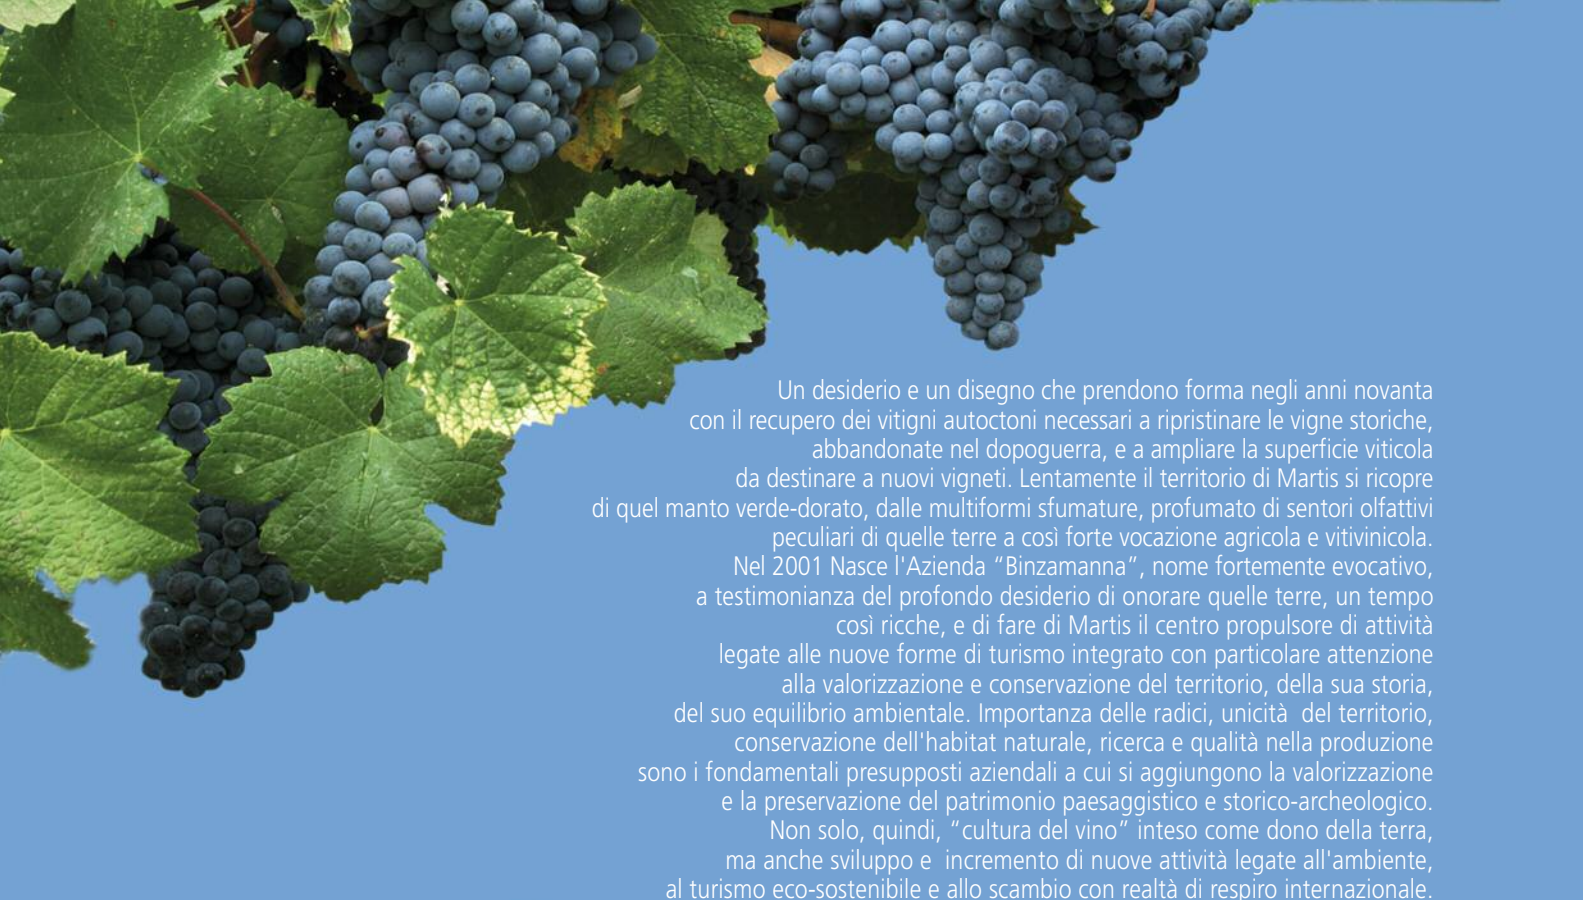 Un desiderio e un disegno che prendono forma negli anni novanta
con il recupero dei vitigni autoctoni necessari a ripristinare le vigne storiche,
abbandonate nel dopoguerra, e a ampliare la superficie viticola
da destinare a nuovi vigneti. Lentamente il territorio di Martis si ricopre
di quel manto verde-dorato, dalle multiformi sfumature, profumato di sentori olfattivi
peculiari di quelle terre a così forte vocazione agricola e vitivinicola.
Nel 2001 Nasce l'Azienda “Binzamanna”, nome fortemente evocativo,
a testimonianza del profondo desiderio di onorare quelle terre, un tempo
così ricche, e di fare di Martis il centro propulsore di attività
legate alle nuove forme di turismo integrato con particolare attenzione
alla valorizzazione e conservazione del territorio, della sua storia,
del suo equilibrio ambientale. Importanza delle radici, unicità  del territorio,
conservazione dell'habitat naturale, ricerca e qualità nella produzione
sono i fondamentali presupposti aziendali a cui si aggiungono la valorizzazione
e la preservazione del patrimonio paesaggistico e storico-archeologico.
Non solo, quindi, “cultura del vino” inteso come dono della terra,
ma anche sviluppo e  incremento di nuove attività legate all'ambiente,
al turismo eco-sostenibile e allo scambio con realtà di respiro internazionale.